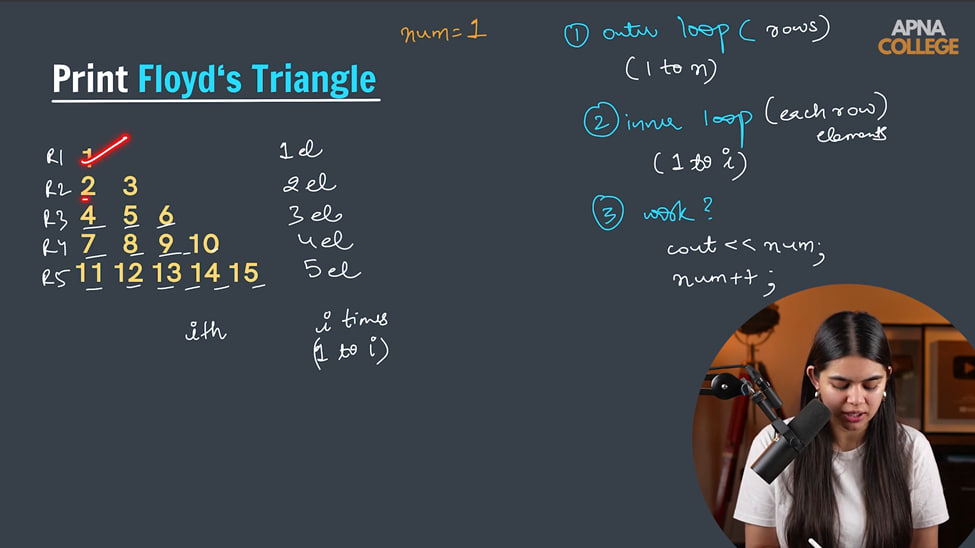 num=1
APNA
COLLEGE
Print Floyd's Triangle
R1 1 1 el
R2 2 3 2 el
R3 4 5 6 3 el
R4 7 8 9 10 4 el
R5 11 12 13 14 15 5 el
ith i times
(1 to i)
① outer loop (rows)
(1 to n)
② inner loop (each row)
elements
(1 to i)
③ work?
cout << num;
num++;